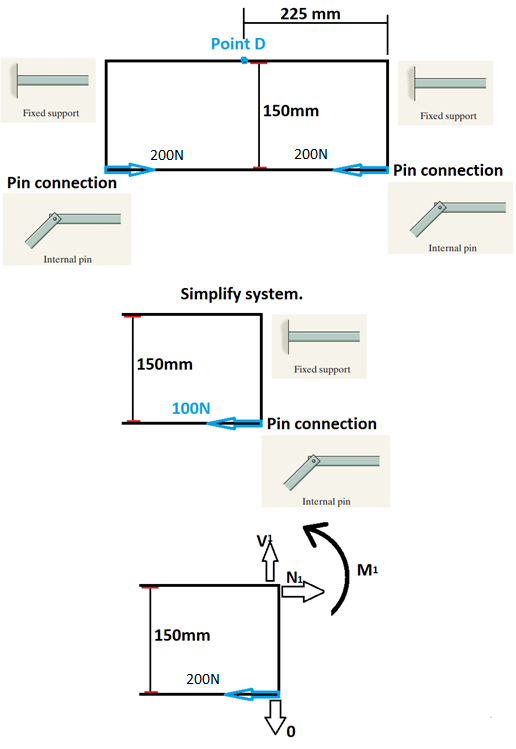 225 mm
Point D
Fixed support
Fixed support
150mm
200N
200N
Pin connection
Pin connection
Internal pin
Internal pin
Simplify system.
150mm
Fixed support
100N
Pin connection
Internal pin
V1
N1
M1
150mm
200N
0